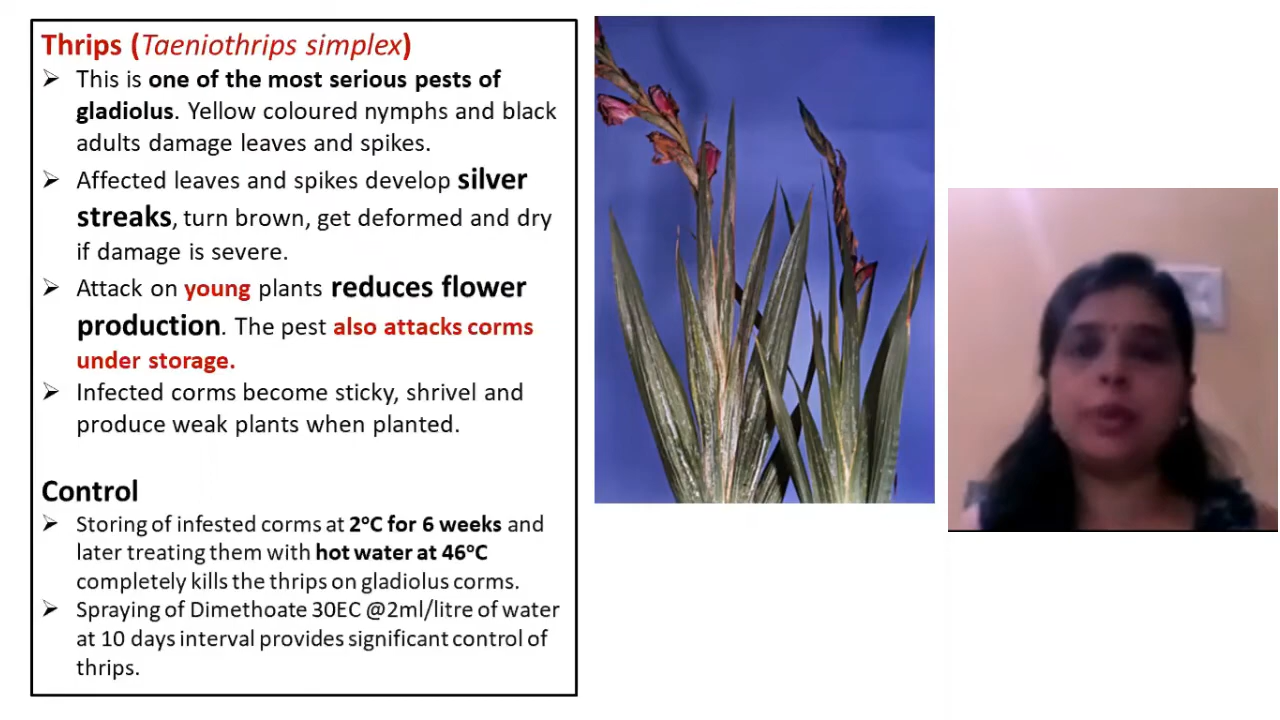 Thrips (Taeniothrips simplex)
➢ This is one of the most serious pests of
gladiolus. Yellow coloured nymphs and black
adults damage leaves and spikes.
➢ Affected leaves and spikes develop silver
streaks, turn brown, get deformed and dry
if damage is severe.
➢ Attack on young plants reduces flower
production. The pest also attacks corms
under storage.
➢ Infected corms become sticky, shrivel and
produce weak plants when planted.
Control
➢ Storing of infested corms at 2°C for 6 weeks and
later treating them with hot water at 46°C
completely kills the thrips on gladiolus corms.
➢ Spraying of Dimethoate 30EC @2ml/litre of water
at 10 days interval provides significant control of
thrips.